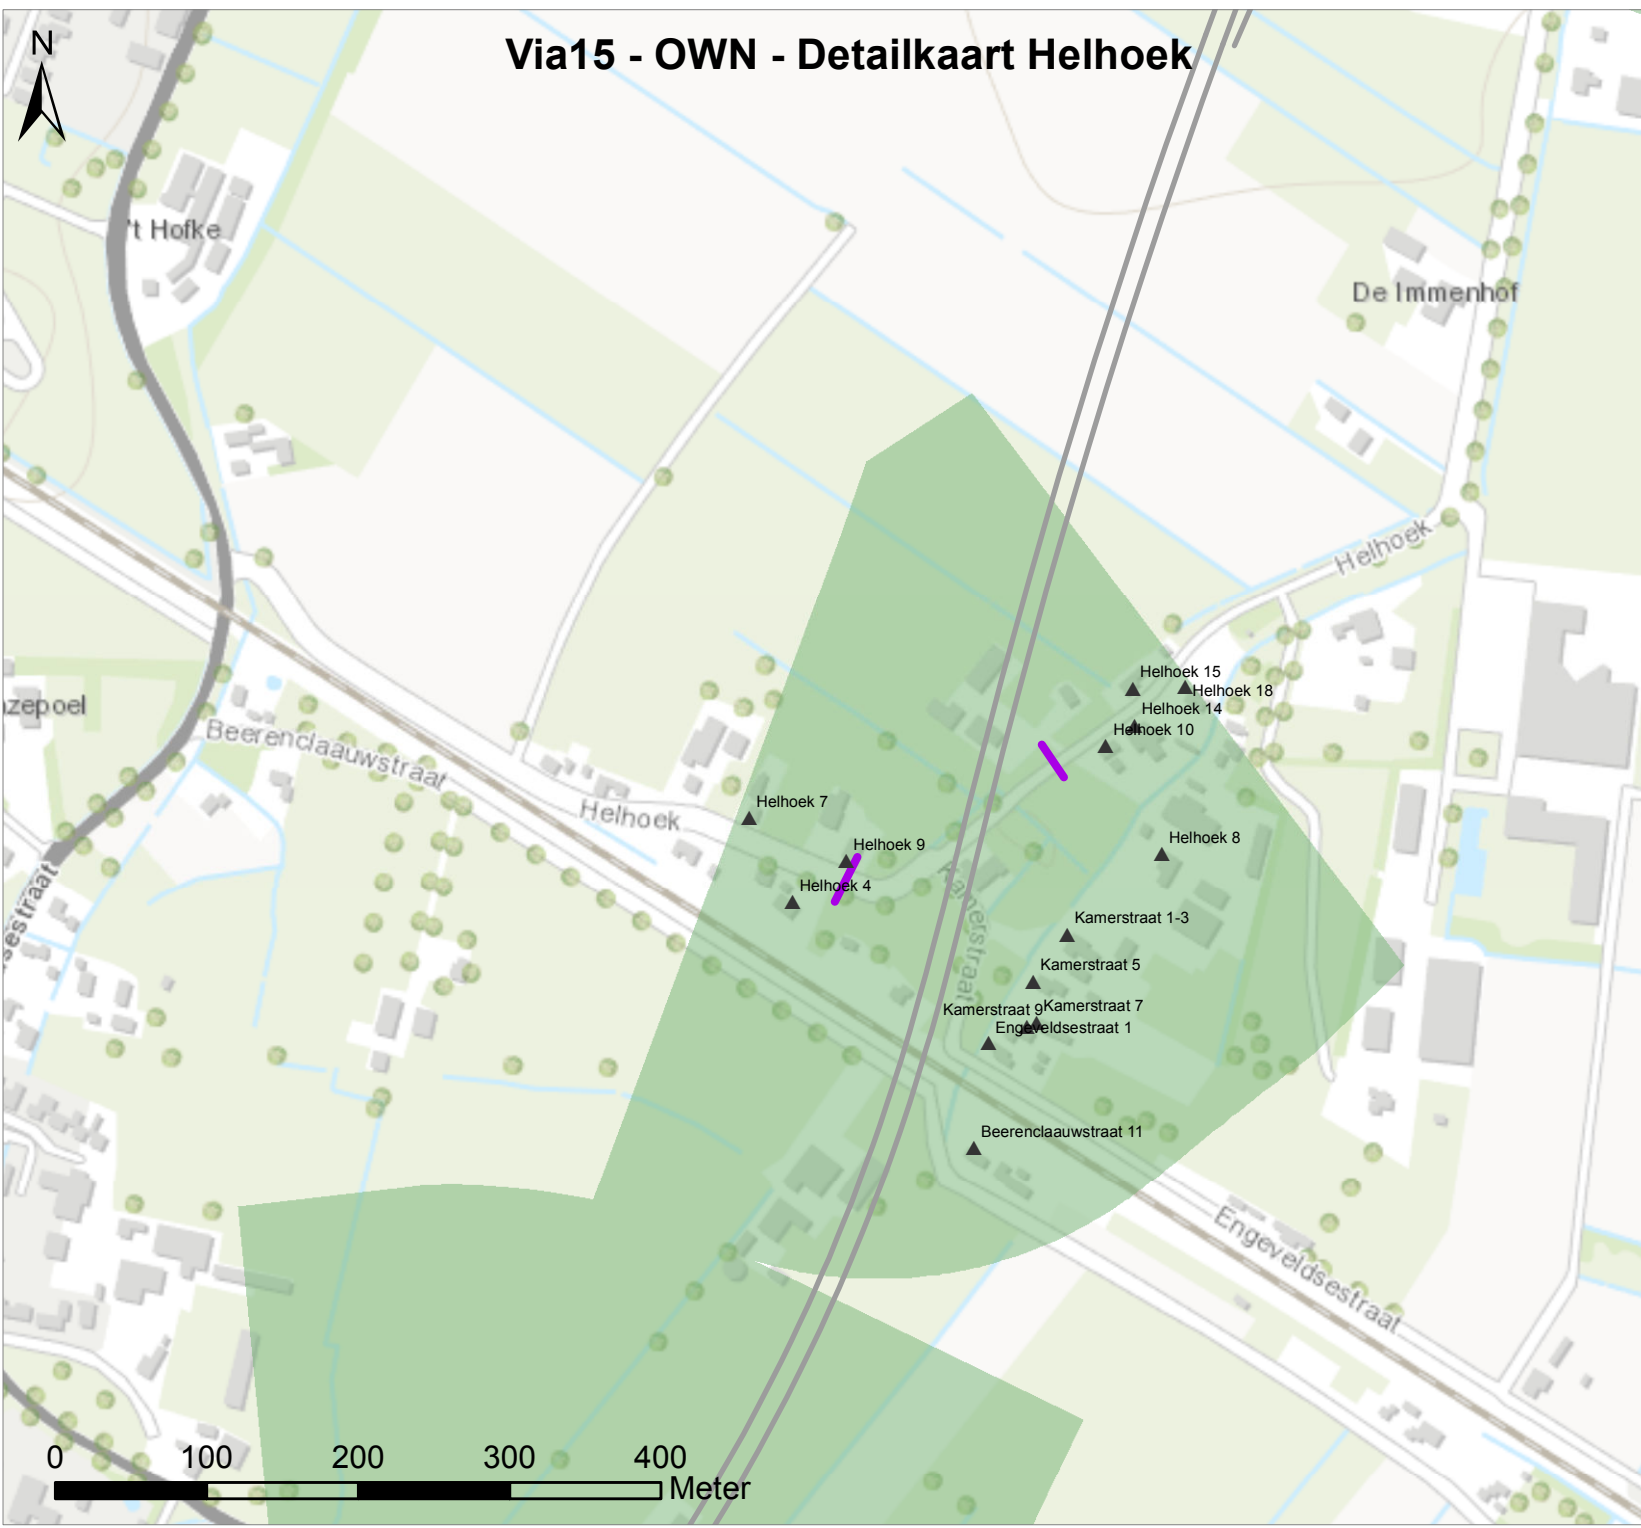 Via15 - OWN - Detailkaart Helhoek
N
't Hofke
De Immenhof
Helhoek
Helhoek 15
Helhoek 18
Helhoek 14
Helhoek 10
zepoel
Beerenclaauwstraat
Helhoek
Helhoek 7
Helhoek 9
Helhoek 8
Helhoek 4
Kamerstraat
sestraat
Kamerstraat 1-3
Kamerstraat 5
Kamerstraat 9
Kamerstraat 7
Engeveldsestraat 1
Beerenclaauwstraat 11
Engeveldsestraat
0 100 200 300 400
Meter